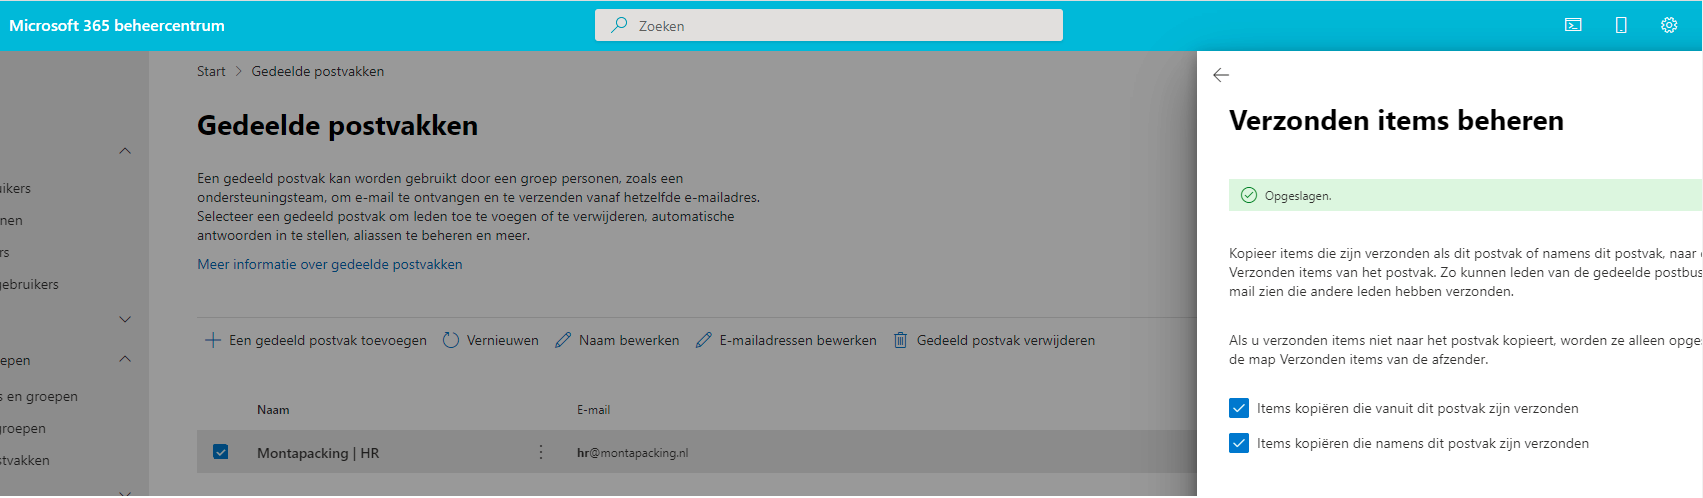 Microsoft 365 beheercentrum
Zoeken
Start > Gedeelde postvakken
Gedeelde postvakken
Een gedeeld postvak kan worden gebruikt door een groep personen, zoals een
ondersteuningsteam, om e-mail te ontvangen en te verzenden vanaf hetzelfde e-mailadres.
Selecteer een gedeeld postvak om leden toe te voegen of te verwijderen, automatische
antwoorden in te stellen, aliassen te beheren en meer.
Meer informatie over gedeelde postvakken
Een gedeeld postvak toevoegen Vernieuwen Naam bewerken E-mailadressen bewerken Gedeeld postvak verwijderen
Naam E-mail
Montapacking | HR hr@montapacking.nl
uikers
nen
rs
gebruikers
epen
s en groepen
groepen
stvakken
Verzonden items beheren
Opgeslagen.
Kopieer items die zijn verzonden als dit postvak of namens dit postvak, naar
Verzonden items van het postvak. Zo kunnen leden van de gedeelde postbus
mail zien die andere leden hebben verzonden.
Als u verzonden items niet naar het postvak kopieert, worden ze alleen opge
de map Verzonden items van de afzender.
Items kopiëren die vanuit dit postvak zijn verzonden
Items kopiëren die namens dit postvak zijn verzonden